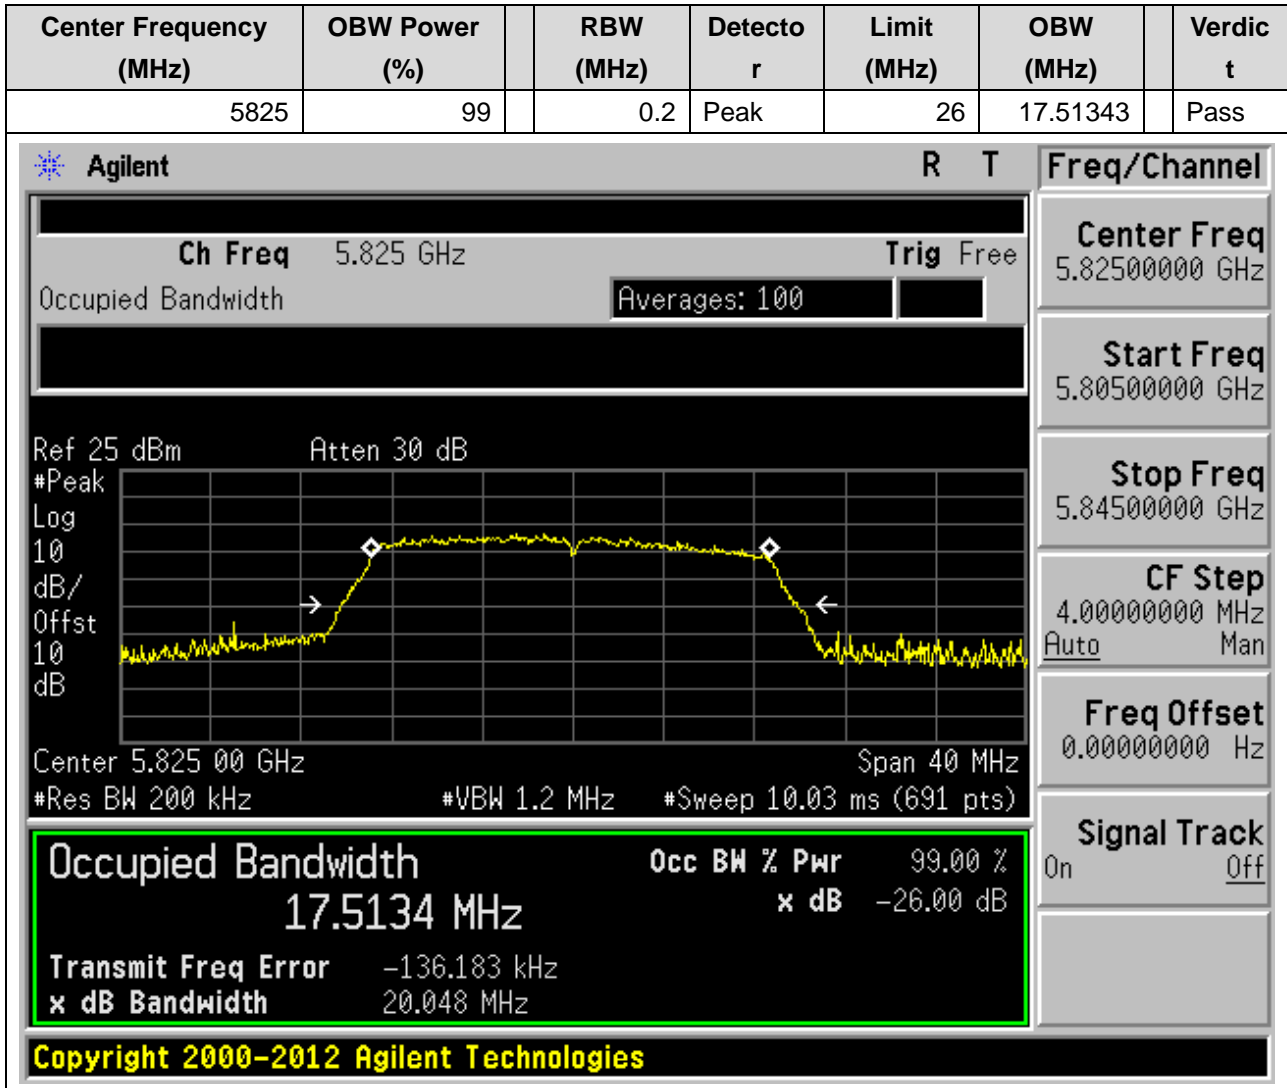 Center Frequency (MHz) OBW Power (%) RBW (MHz) Detecto r Limit (MHz) OBW (MHz) Verdic t
5825 99 0.2 Peak 26 17.51343 Pass
Agilent R T Freq/Channel
Ch Freq 5.825 GHz Trig Free
Occupied Bandwidth Averages: 100
Center Freq
5.82500000 GHz
Start Freq
5.80500000 GHz
Stop Freq
5.84500000 GHz
CF Step
4.00000000 MHz
Auto Man
Freq Offset
0.00000000 Hz
Signal Track
On Off
Ref 25 dBm Atten 30 dB
#Peak
Log
10
dB/
Offst
10
dB
Center 5.825 00 GHz Span 40 MHz
#Res BW 200 kHz #VBW 1.2 MHz #Sweep 10.03 ms (691 pts)
Occupied Bandwidth Occ BW % Pwr 99.00 %
17.5134 MHz x dB -26.00 dB
Transmit Freq Error -136.183 kHz
x dB Bandwidth 20.048 MHz
Copyright 2000-2012 Agilent Technologies